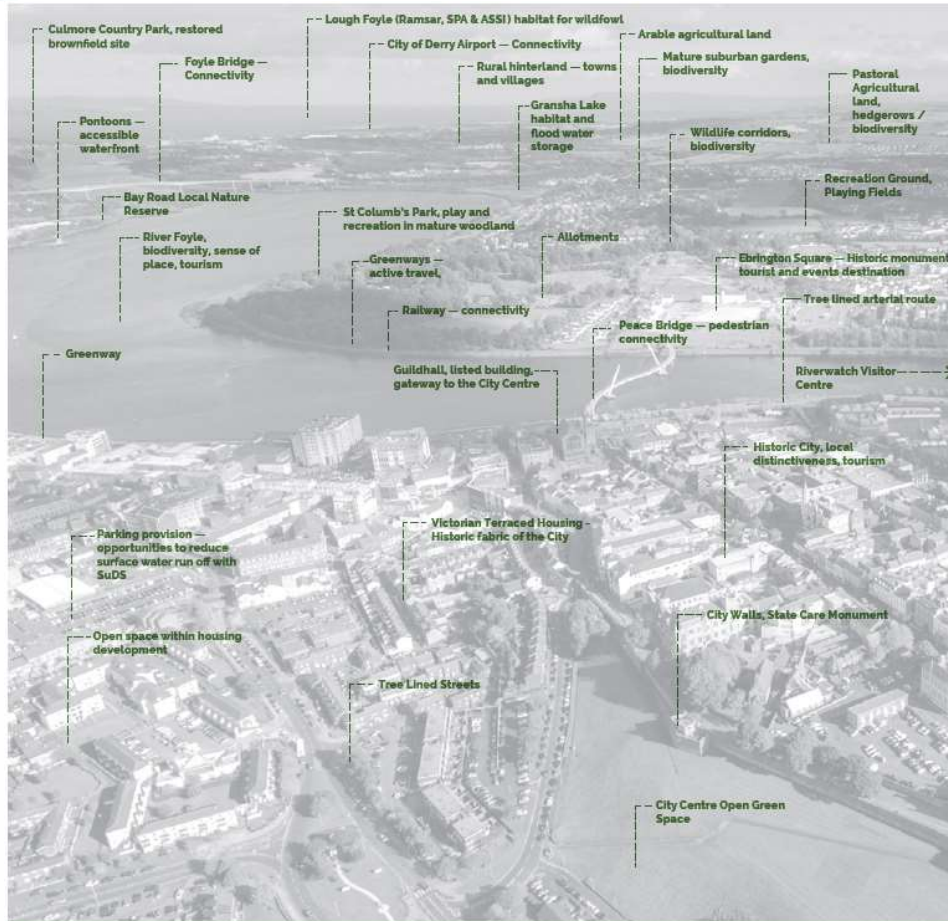 Lough Foyle (Ramsar, SPA & ASSI) habitat for wildfowl
Culmore Country Park, restored
brownfield site
Arable agricultural land
City of Derry Airport — Connectivity
Foyle Bridge —
Connectivity
Rural hinterland — towns
and villages
Mature suburban gardens,
biodiversity
Pastoral
Agricultural
land,
hedgerows /
biodiversity
Gransha Lake
habitat and
flood water
storage
Pontoons —
accessible
waterfront
Wildlife corridors,
biodiversity
Recreation Ground,
Playing Fields
Bay Road Local Nature
Reserve
St Columb's Park, play and
recreation in mature woodland
River Foyle,
biodiversity, sense of
place, tourism
Allotments
Greenways —
active travel,
Ebrington Square — Historic monument
tourist and events destination
Tree lined arterial route
Railway — connectivity
Peace Bridge — pedestrian
connectivity
Greenway
Guildhall, listed building,
gateway to the City Centre
Riverwatch Visitor
Centre
Historic City, local
distinctiveness, tourism
Victorian Terraced Housing -
Historic fabric of the City
Parking provision —
opportunities to reduce
surface water run off with
SuDS
City Walls, State Care Monument
Open space within housing
development
Tree Lined Streets
City Centre Open Green
Space